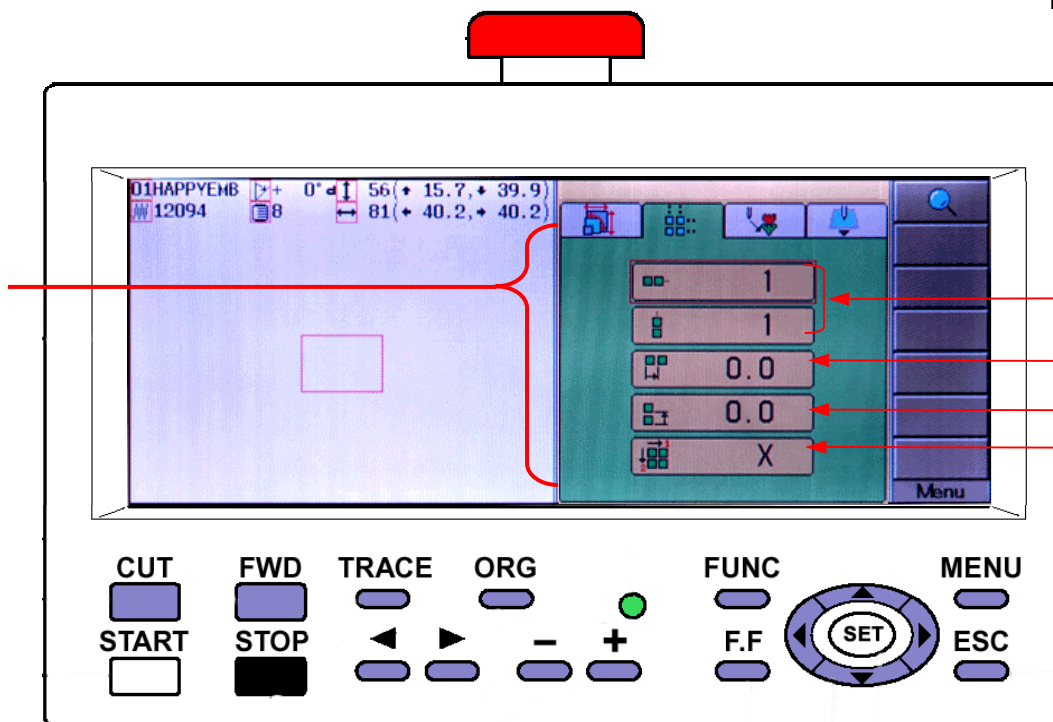 01HAPPYEMB + 0° d 56(↑ 15.7,↓ 39.9)
12094 8 ↔ 81(← 40.2,→ 40.2)
1
1
0.0
0.0
X
Menu
CUT FWD TRACE ORG FUNC MENU
START STOP ◀ ▶ − + F.F SET ESC